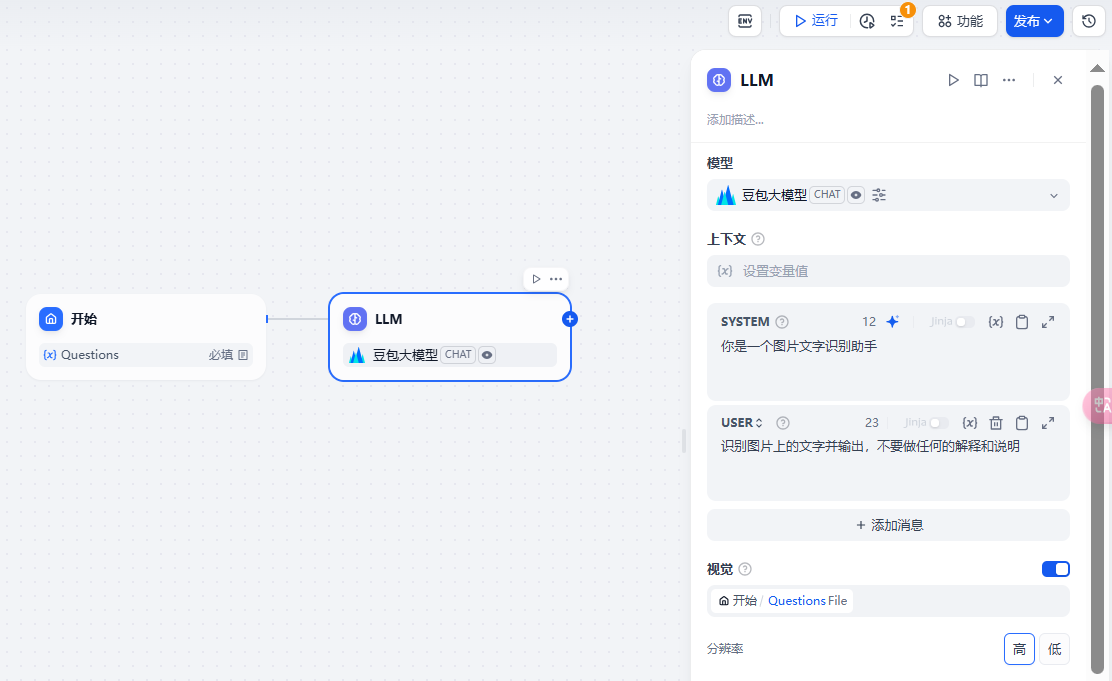 ENV 运行 1 功能 发布
LLM
添加描述...
模型
豆包大模型 CHAT
上下文
{x} 设置变量值
开始
{x} Questions 必填
LLM
豆包大模型 CHAT
SYSTEM 12 Jinja {x}
你是一个图片文字识别助手
USER 23 Jinja {x}
识别图片上的文字并输出，不要做任何的解释和说明
+ 添加消息
视觉
开始 / Questions File
分辨率 高 低
中 A